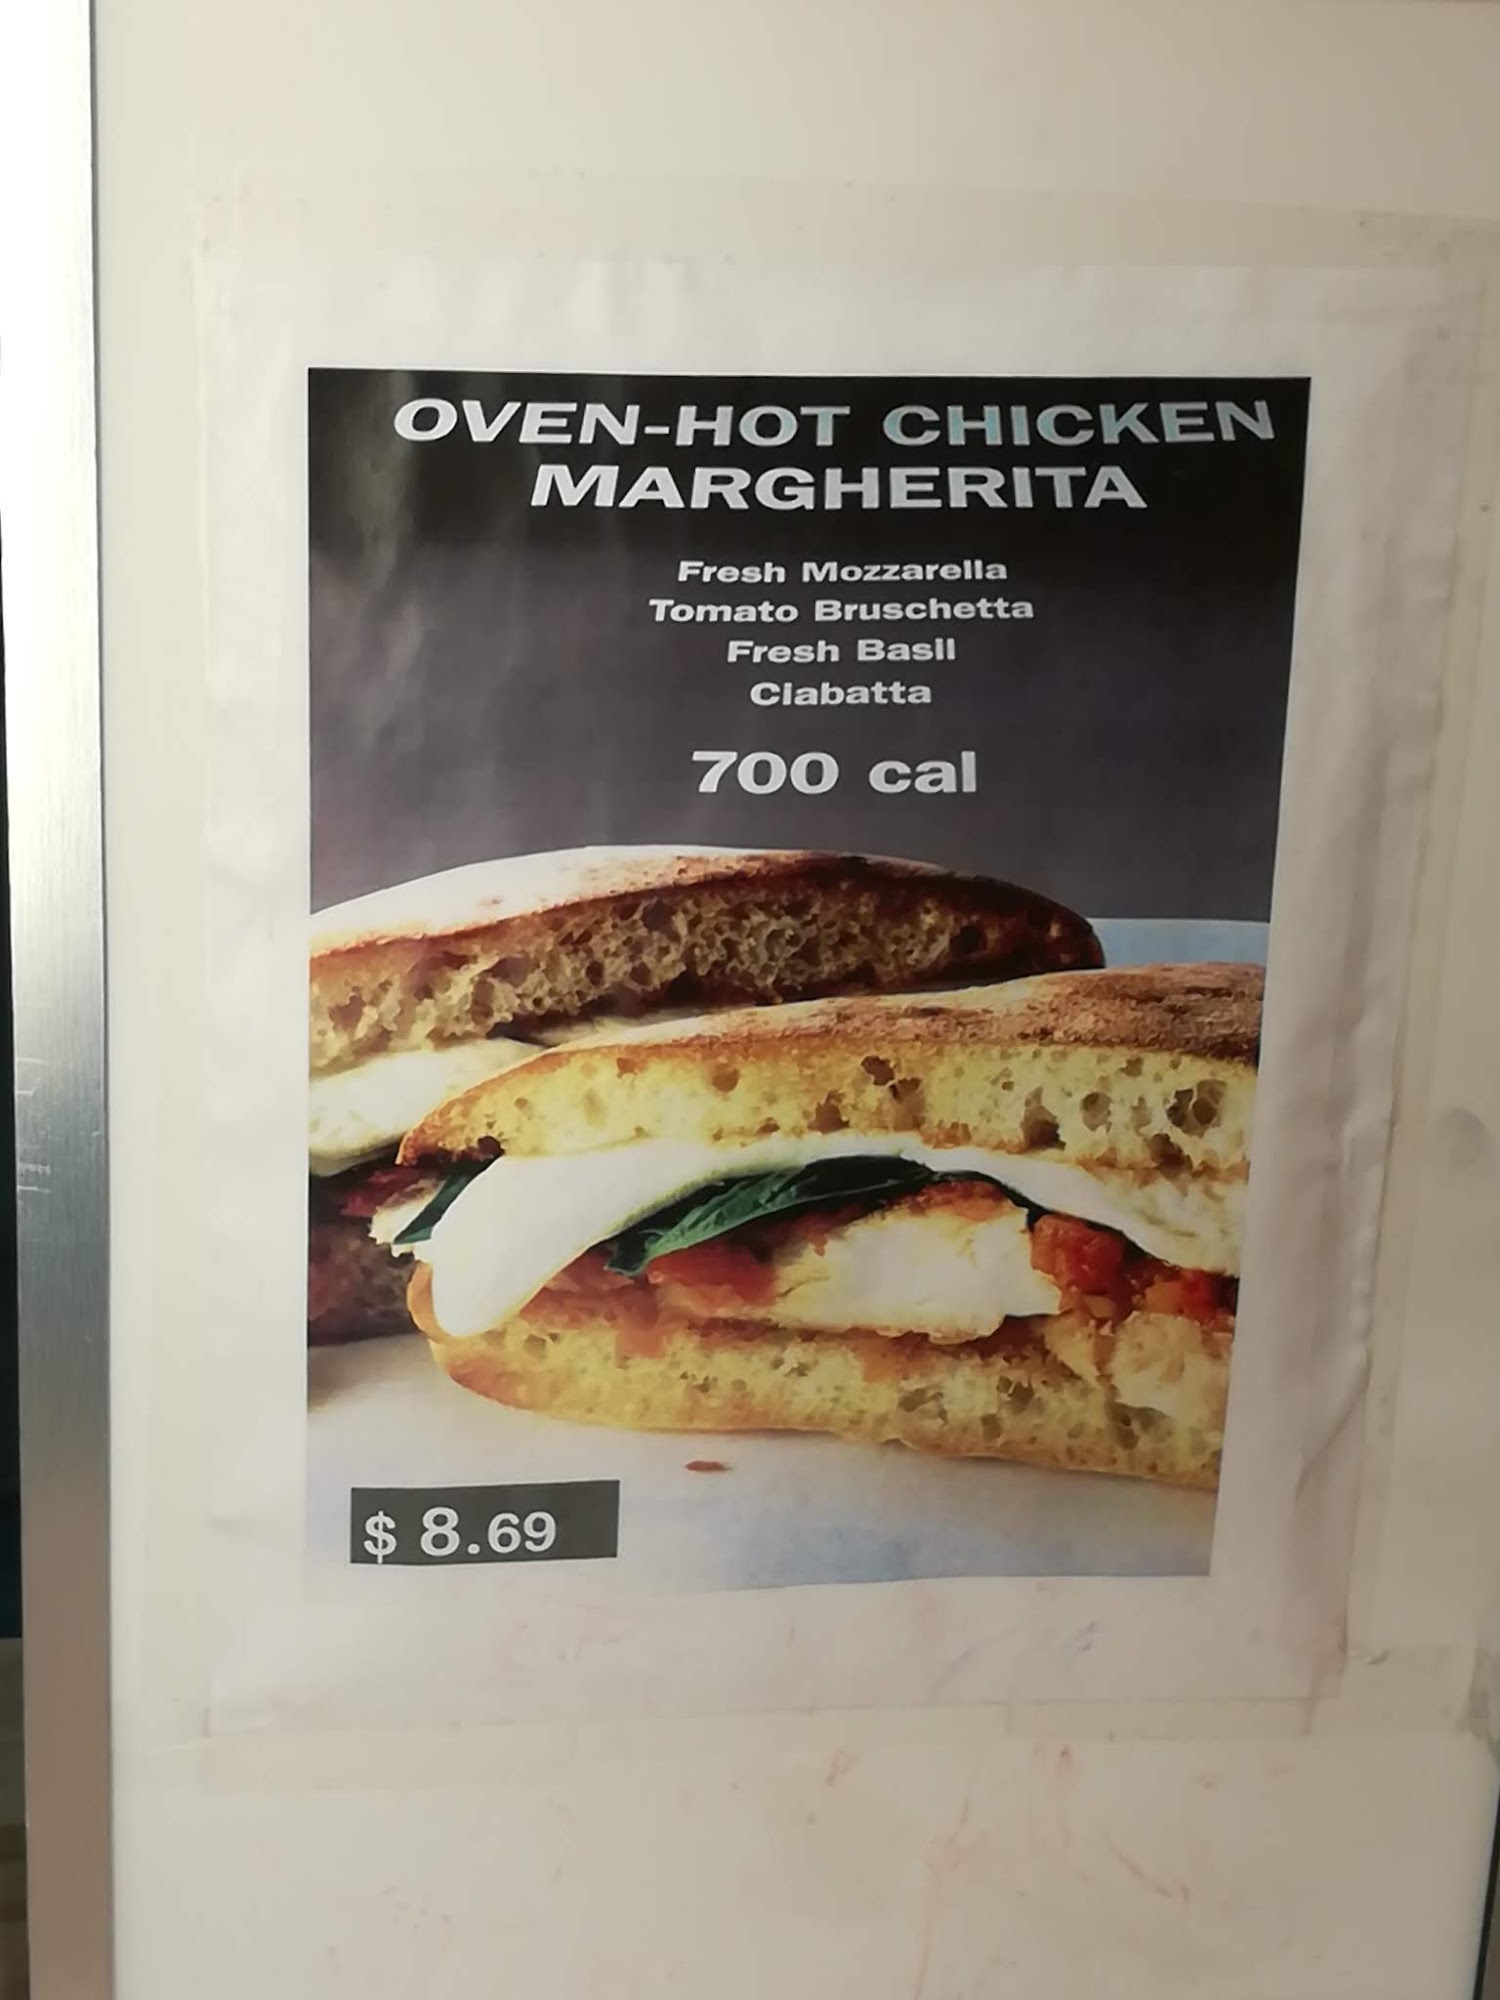 OVEN-HOT CHICKEN
MARGHERITA
Fresh Mozzarella
Tomato Bruschetta
Fresh Basil
Ciabatta
700 cal
$ 8.69